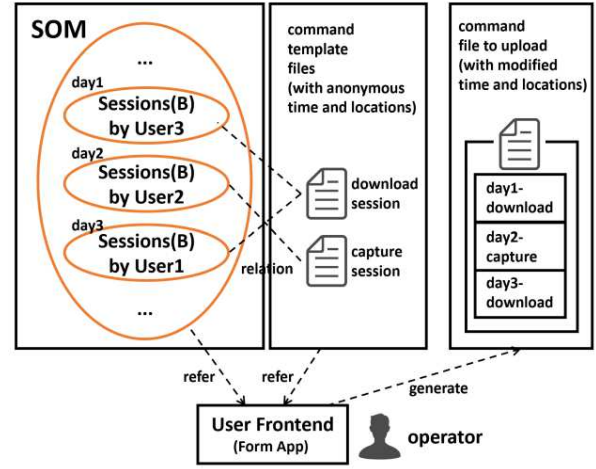 SOM
...
day1
Sessions(B)
by User3
day2
Sessions(B)
by User2
day3
Sessions(B)
by User1
...
command
template
files
(with anonymous
time and locations)
download
session
capture
session
relation
command
file to upload
(with modified
time and locations)
day1-
download
day2-
capture
day3-
download
refer
refer
generate
User Frontend
(Form App)
operator